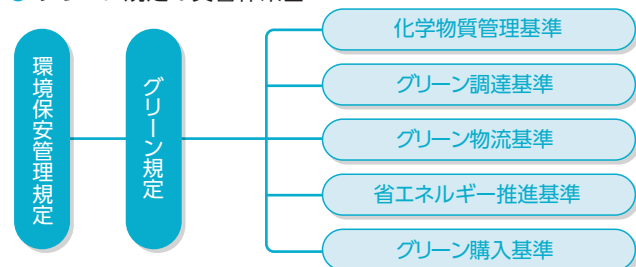 環境保安管理規定
グリーン規定
化学物質管理基準
グリーン調達基準
グリーン物流基準
省エネルギー推進基準
グリーン購入基準